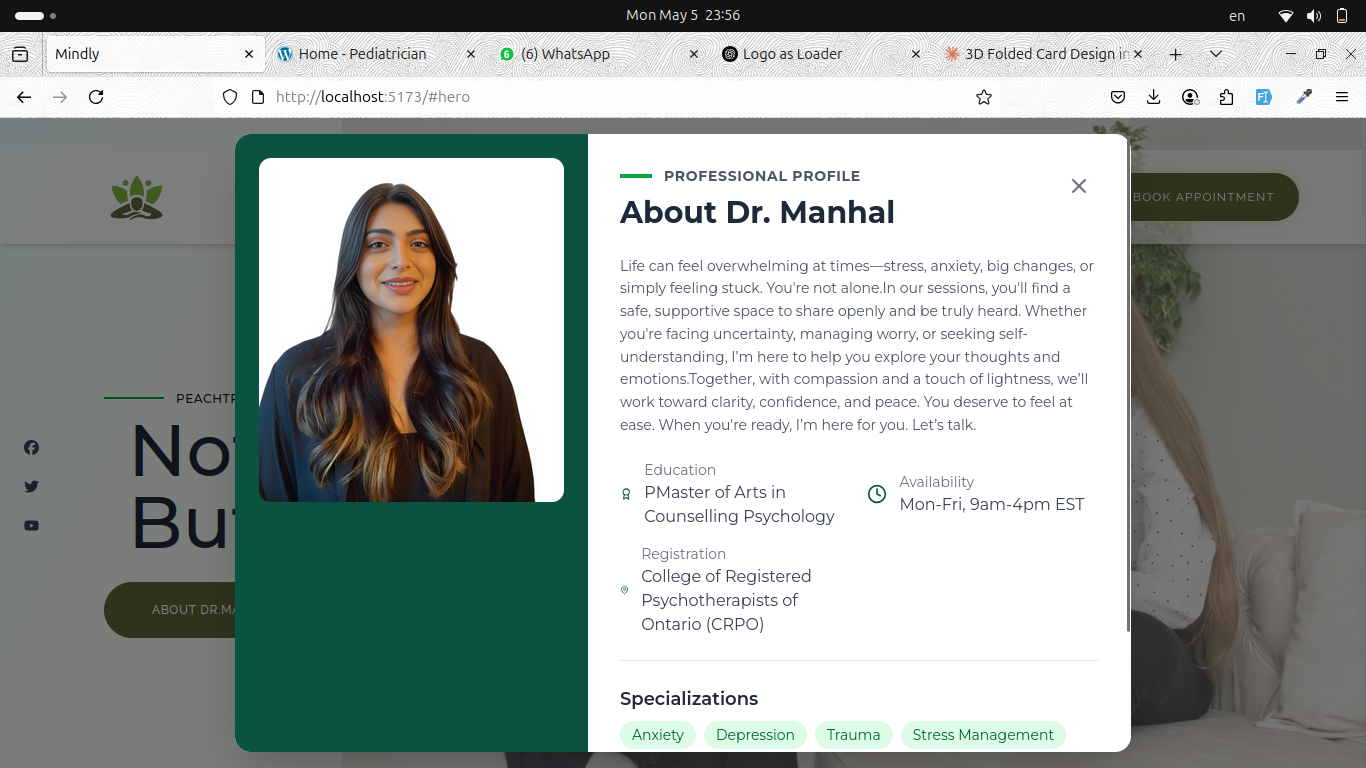 Mon May 5 23:56
en
Mindly
Home - Pediatrician
6
(6) WhatsApp
Logo as Loader
3D Folded Card Design in
http://localhost:5173/#hero
BOOK APPOINTMENT
PROFESSIONAL PROFILE
About Dr. Manhal
Life can feel overwhelming at times—stress, anxiety, big changes, or
simply feeling stuck. You're not alone.In our sessions, you'll find a
safe, supportive space to share openly and be truly heard. Whether
you're facing uncertainty, managing worry, or seeking self-
understanding, I'm here to help you explore your thoughts and
emotions.Together, with compassion and a touch of lightness, we'll
work toward clarity, confidence, and peace. You deserve to feel at
ease. When you're ready, I'm here for you. Let's talk.
Education
PMaster of Arts in
Counselling Psychology
Availability
Mon-Fri, 9am-4pm EST
Registration
College of Registered
Psychotherapists of
Ontario (CRPO)
Specializations
Anxiety
Depression
Trauma
Stress Management
PEACHTR
No
Bu
ABOUT DR.MA